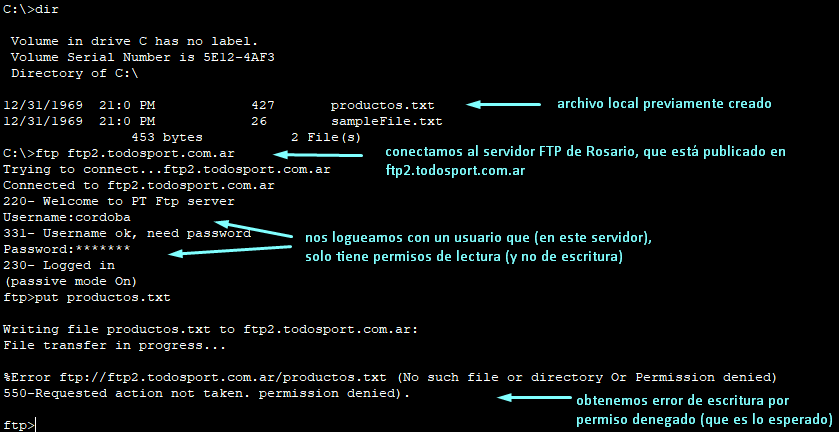 C:\>dir
Volume in drive C has no label.
Volume Serial Number is 5E12-4AF3
Directory of C:\
12/31/1969 21:0 PM 427 productos.txt
archivo local previamente creado
12/31/1969 21:0 PM 26 sampleFile.txt
453 bytes 2 File(s)
C:\>ftp ftp2.todosport.com.ar
conectamos al servidor FTP de Rosario, que está publicado en
ftp2.todosport.com.ar
Trying to connect...ftp2.todosport.com.ar
Connected to ftp2.todosport.com.ar
220- Welcome to PT Ftp server
Username:cordoba
331- Username ok, need password
Password:*******
nos logueamos con un usuario que (en este servidor),
solo tiene permisos de lectura (y no de escritura)
230- Logged in
(passive mode On)
ftp>put productos.txt
Writing file productos.txt to ftp2.todosport.com.ar:
File transfer in progress...
%Error ftp://ftp2.todosport.com.ar/productos.txt (No such file or directory Or Permission denied)
550-Requested action not taken. permission denied).
obtenemos error de escritura por
permiso denegado (que es lo esperado)
ftp>